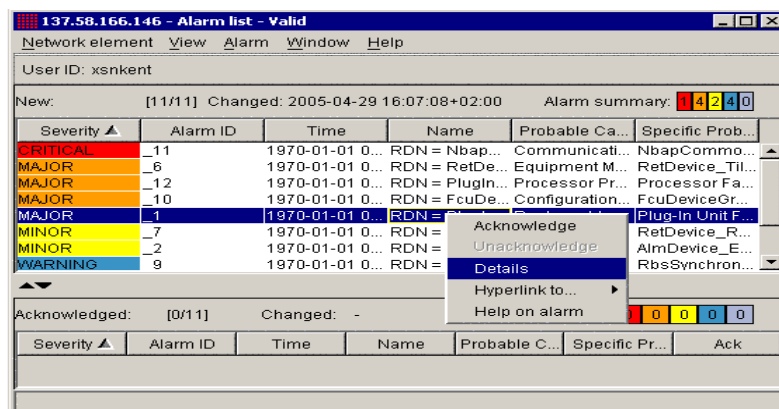 137.58.166.146 - Alarm list - Valid
Network element View Alarm Window Help
User ID: xsnkent
New: [11/11] Changed: 2005-04-29 16:07:08+02:00 Alarm summary: 1 4 2 4 0
Severity Alarm ID Time Name Probable Ca... Specific Prob...
CRITICAL _11 1970-01-01 0... RDN = Nbap... Communicati... NbapCommo...
MAJOR _6 1970-01-01 0... RDN = RetDe... Equipment M... RetDevice_Til...
MAJOR _12 1970-01-01 0... RDN = PlugIn... Processor Pr... Processor Fa...
MAJOR _10 1970-01-01 0... RDN = FcuDe... Configuration... FcuDeviceGr...
MAJOR _1 1970-01-01 0... RDN = Plug-In Unit F...
MINOR _7 1970-01-01 0... RDN = RetDevice_R...
MINOR _2 1970-01-01 0... RDN = AlmDevice_E...
WARNING _9 1970-01-01 0... RDN = RbsSynchron...
Acknowledge
Unacknowledge
Details
Hyperlink to...
Help on alarm
Acknowledged: [0/11] Changed: - 0 0 0 0
Severity Alarm ID Time Name Probable C... Specific Pr... Ack